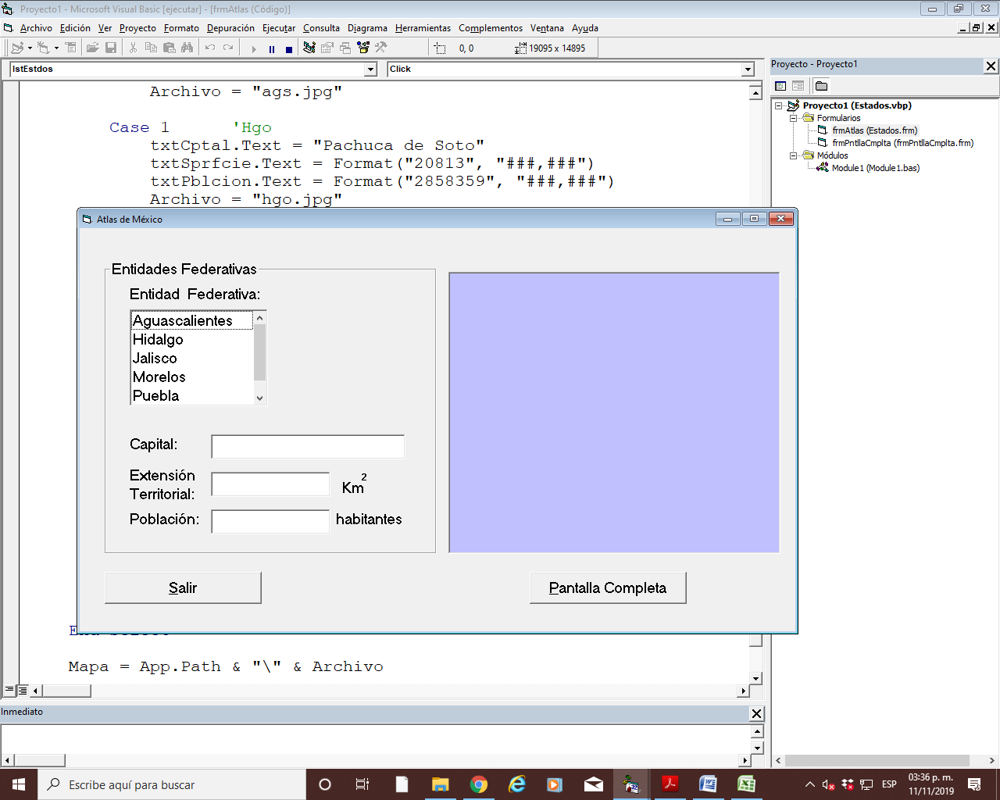 Proyecto1 - Microsoft Visual Basic [ejecutar] - [frmAtlas (Código)]
Archivo Edición Ver Proyecto Formato Depuración Ejecutar Consulta Diagrama Herramientas Complementos Ventana Ayuda
0, 0 19095 x 14895
lstEstdos Click
Archivo = "ags.jpg"
Case 1 'Hgo
txtCptal.Text = "Pachuca de Soto"
txtSprfcie.Text = Format("20813", "###,###")
txtPblcion.Text = Format("2858359", "###,###")
Archivo = "hgo.jpg"
Atlas de México
Entidades Federativas
Entidad Federativa:
Aguascalientes
Hidalgo
Jalisco
Morelos
Puebla
Capital:
Extensión
Territorial:
Km2
Población:
habitantes
Salir
Pantalla Completa
End Select
Mapa = App.Path & "\" & Archivo
Inmediato
Proyecto - Proyecto1
Proyecto1 (Estados.vbp)
Formularios
frmAtlas (Estados.frm)
frmPntllaCmplta (frmPntllaCmplta.frm)
Módulos
Module1 (Module1.bas)
Escribe aquí para buscar
ESP
03:36 p. m.
11/11/2019